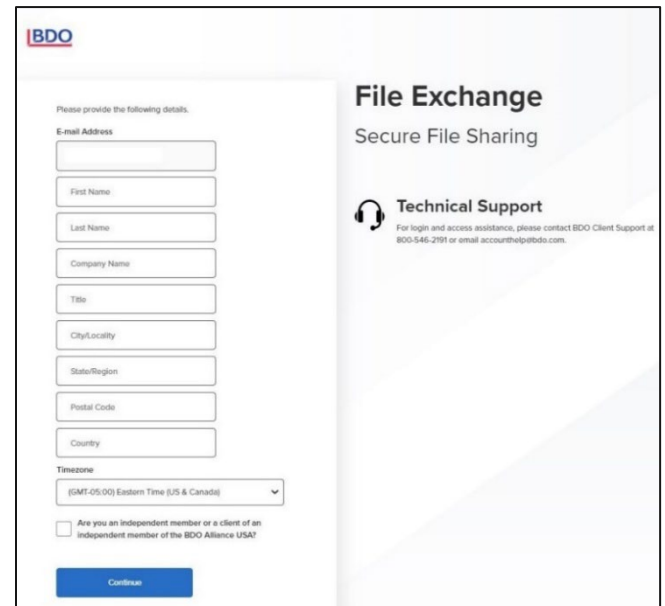 BDO
Please provide the following details.
E-mail Address
First Name
Last Name
Company Name
Title
City/Locality
State/Region
Postal Code
Country
Timezone
(GMT-05:00) Eastern Time (US & Canada)
Are you an independent member or a client of an
independent member of the BDO Alliance USA?
Continue
File Exchange
Secure File Sharing
Technical Support
For login and access assistance, please contact BDO Client Support at
800-546-2191 or email accounthelp@bdo.com.